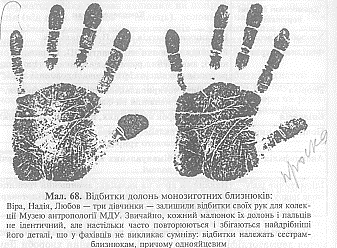 Мал. 68. Відбитки долонь монозиготних близнюків:
Віра, Надія, Любов — три дівчинки — залишили відбитки своїх рук для колек-
ції Музею антропології МДУ. Звичайно, кожний малюнок їх долонь і пальців
не ідентичний, але настільки часто повторюються і збігаються найдрібніші
його деталі, що у фахівців не викликає сумніву: відбитки належать сестрам-
близнюкам, причому однояйцевим